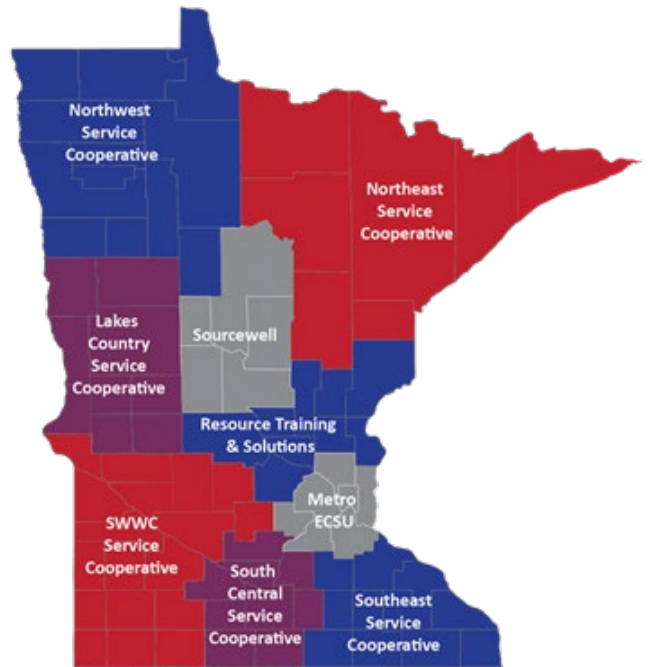 Northwest
Service
Cooperative
Northeast
Service
Cooperative
Lakes
Country
Service
Cooperative
Sourcewell
Resource Training
& Solutions
Metro
ECSU
SWWC
Service
Cooperative
South
Central
Service
Cooperative
Southeast
Service
Cooperative